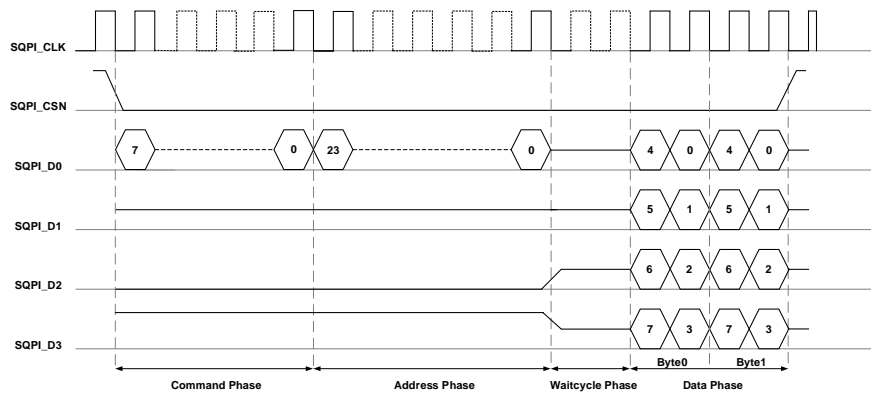 SQPI_CLK
SQPI_CSN
SQPI_D0 7 0 23 0 4 0 4 0
SQPI_D1 5 1 5 1
SQPI_D2 6 2 6 2
SQPI_D3 7 3 7 3
Byte0 Byte1
Command Phase Address Phase Waitcycle Phase Data Phase